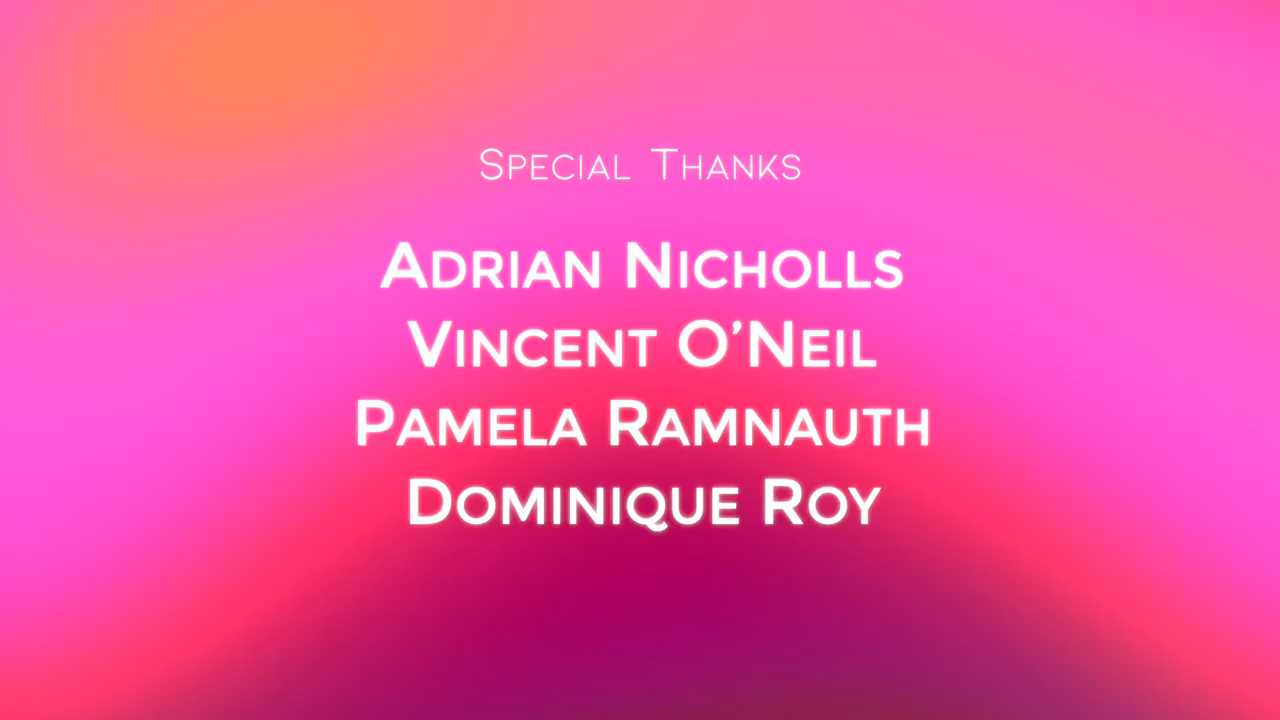 Special Thanks
Adrian Nicholls
Vincent O’Neil
Pamela Ramnauth
Dominique Roy